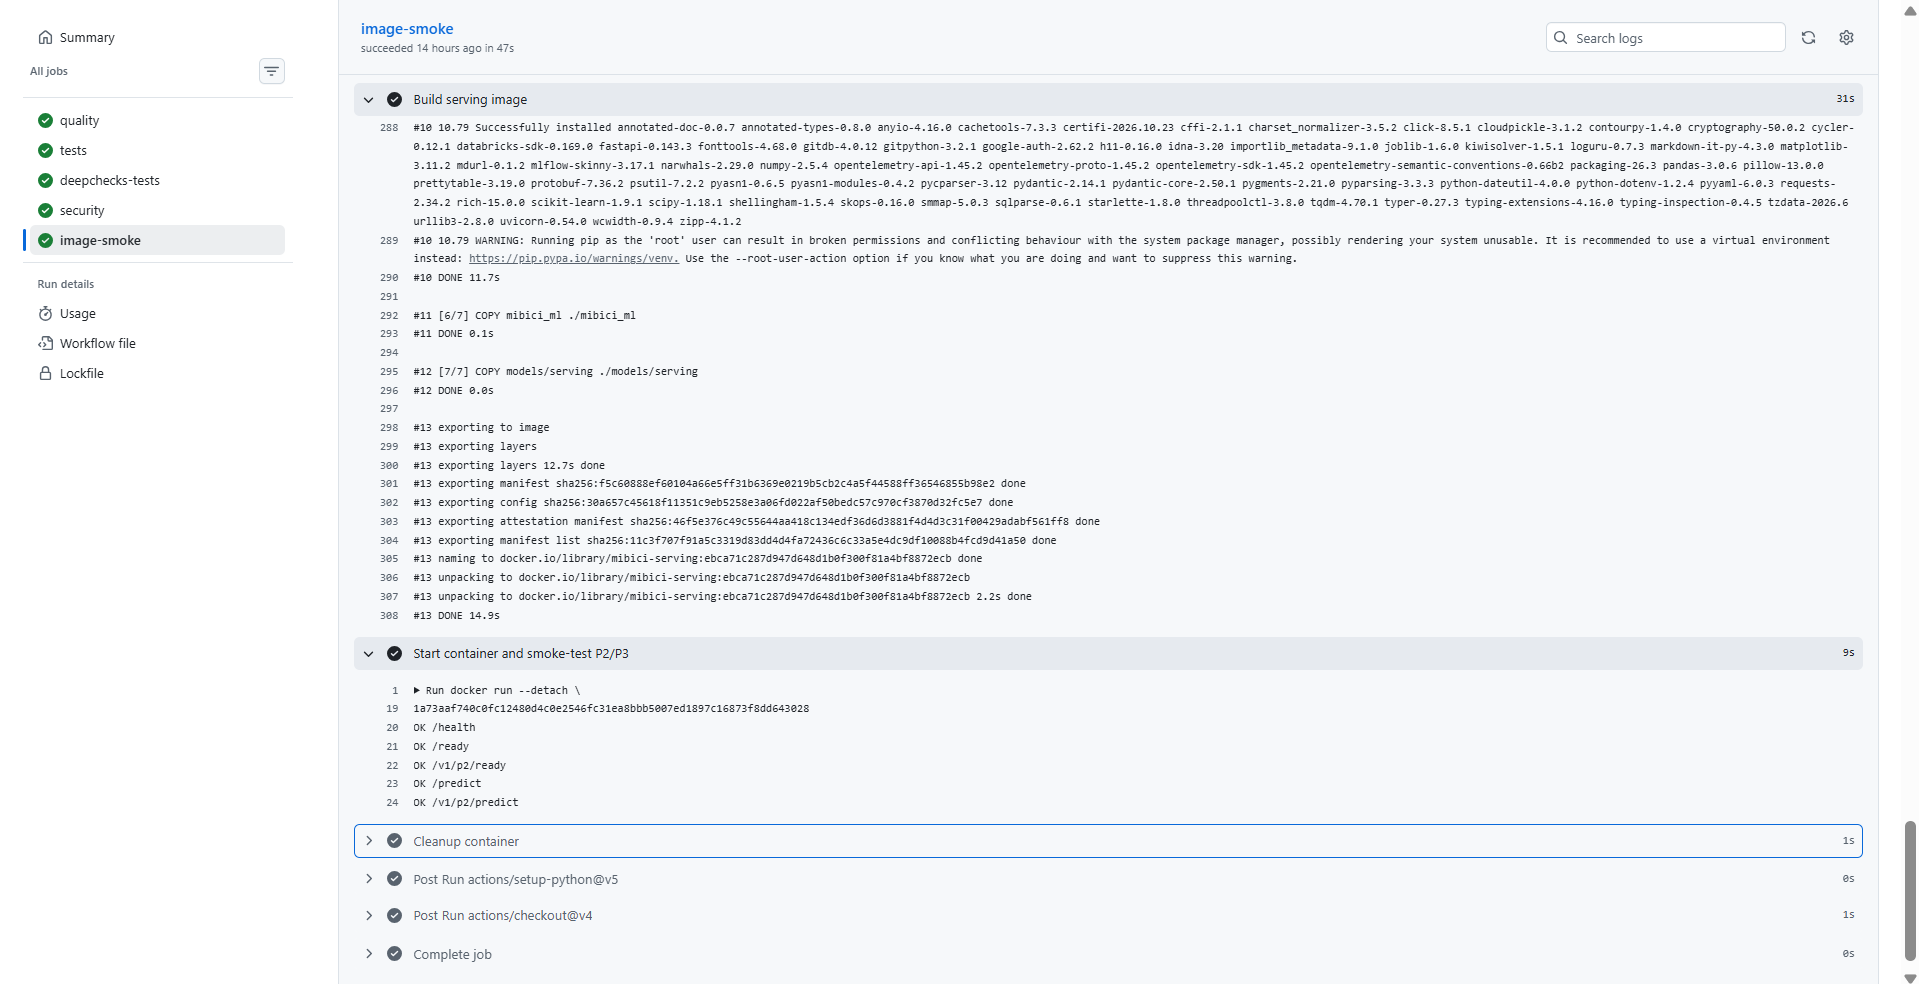 Summary
All jobs
quality
tests
deepchecks-tests
security
image-smoke
Run details
Usage
Workflow file
Lockfile
image-smoke
succeeded 14 hours ago in 47s
Search logs
Build serving image 31s
288 #10 10.79 Successfully installed annotated-doc-0.0.7 annotated-types-0.8.0 anyio-4.16.0 cachetools-7.3.3 certifi-2026.10.23 cffi-2.1.1 charset_normalizer-3.5.2 click-8.5.1 cloudpickle-3.1.2 contourpy-1.4.0 cryptography-50.0.2 cycler-
0.12.1 databricks-sdk-0.169.0 fastapi-0.143.3 fonttools-4.68.0 gitdb-4.0.12 gitpython-3.2.1 google-auth-2.62.2 h11-0.16.0 idna-3.20 importlib_metadata-9.1.0 joblib-1.6.0 kiwisolver-1.5.1 loguru-0.7.3 markdown-it-py-4.3.0 matplotlib-
3.11.2 mdurl-0.1.2 mlflow-skinny-3.17.1 narwhals-2.29.0 numpy-2.5.4 opentelemetry-api-1.45.2 opentelemetry-proto-1.45.2 opentelemetry-sdk-1.45.2 opentelemetry-semantic-conventions-0.66b2 packaging-26.3 pandas-3.0.6 pillow-13.0.0
prettytable-3.19.0 protobuf-7.36.2 psutil-7.2.2 pyasn1-0.6.5 pyasn1-modules-0.4.2 pycparser-3.12 pydantic-2.14.1 pydantic-core-2.50.1 pygments-2.21.0 pyparsing-3.3.3 python-dateutil-4.0.0 python-dotenv-1.2.4 pyyaml-6.0.3 requests-
2.34.2 rich-15.0.0 scikit-learn-1.9.1 scipy-1.18.1 shellingham-1.5.4 skops-0.16.0 smmap-5.0.3 sqlparse-0.6.1 starlette-1.8.0 threadpoolctl-3.8.0 tqdm-4.70.1 typer-0.27.3 typing-extensions-4.16.0 typing-inspection-0.4.5 tzdata-2026.6
urllib3-2.8.0 uvicorn-0.54.0 wcwidth-0.9.4 zipp-4.1.2
289 #10 10.79 WARNING: Running pip as the 'root' user can result in broken permissions and conflicting behaviour with the system package manager, possibly rendering your system unusable. It is recommended to use a virtual environment
instead: https://pip.pypa.io/warnings/venv. Use the --root-user-action option if you know what you are doing and want to suppress this warning.
290 #10 DONE 11.7s
291
292 #11 [6/7] COPY mibici_ml ./mibici_ml
293 #11 DONE 0.1s
294
295 #12 [7/7] COPY models/serving ./models/serving
296 #12 DONE 0.0s
297
298 #13 exporting to image
299 #13 exporting layers
300 #13 exporting layers 12.7s done
301 #13 exporting manifest sha256:f5c60888ef60104a66e5ff31b6369e0219b5cb2c4a5f44588ff36546855b98e2 done
302 #13 exporting config sha256:30a657c45618f11351c9eb5258e3a06fd022af50bedc57c970cf3870d32fc5e7 done
303 #13 exporting attestation manifest sha256:46f5e376c49c55644aa418c134edf36d6d3881f4d4d3c31f00429adabf561ff8 done
304 #13 exporting manifest list sha256:11c3f707f91a5c3319d83dd4d4fa72436c6c33a5e4dc9df10088b4fcd9d41a50 done
305 #13 naming to docker.io/library/mibici-serving:ebca71c287d947d648d1b0f300f81a4bf8872ecb done
306 #13 unpacking to docker.io/library/mibici-serving:ebca71c287d947d648d1b0f300f81a4bf8872ecb
307 #13 unpacking to docker.io/library/mibici-serving:ebca71c287d947d648d1b0f300f81a4bf8872ecb 2.2s done
308 #13 DONE 14.9s
Start container and smoke-test P2/P3 9s
1 Run docker run --detach \
19 1a73aaf740c0fc12480d4c0e2546fc31ea8bbb5007ed1897c16873f8dd643028
20 OK /health
21 OK /ready
22 OK /v1/p2/ready
23 OK /predict
24 OK /v1/p2/predict
Cleanup container 1s
Post Run actions/setup-python@v5 0s
Post Run actions/checkout@v4 1s
Complete job 0s